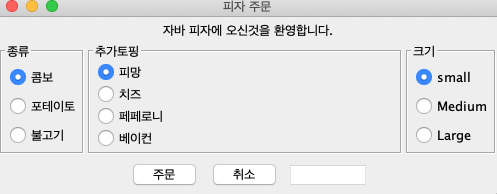 피자 주문
자바 피자에 오신것을 환영합니다.
종류
콤보
포테이토
불고기
추가토핑
피망
치즈
페페로니
베이컨
크기
small
Medium
Large
주문
취소